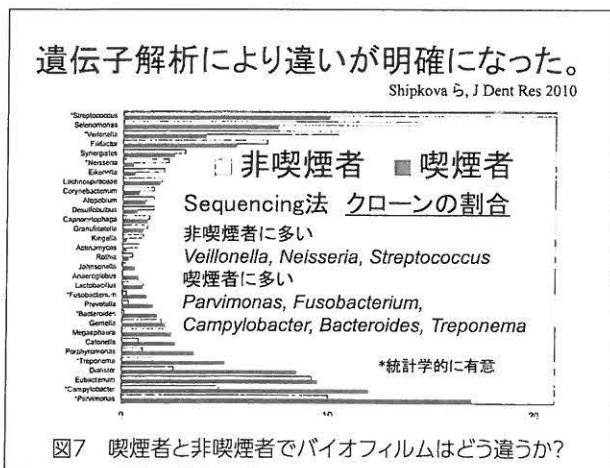 遺伝子解析により違いが明確になった。
Shipkova ら, J Dent Res 2010
*Streptococcus
Selenomonas
*Veillonella
Filifactor
Synergistes
*Neisseria
Eikenella
Lachnospiraceae
Corynebacterium
Atopobium
Desulfobulbus
Capnocytophaga
Granulicatella
Kingella
Actinomyces
Rothia
Johnsonella
Anaeroglobus
Lactobacillus
*Fusobacterium
Prevotella
*Bacteroides
Gemella
Megasphaera
Catonella
Porphyromonas
*Treponema
Dialister
Eubacterium
*Campylobacter
*Parvimonas
0 10 20
□ 非喫煙者 ■ 喫煙者
Sequencing法 クローンの割合
非喫煙者に多い
Veillonella, Neisseria, Streptococcus
喫煙者に多い
Parvimonas, Fusobacterium,
Campylobacter, Bacteroides, Treponema
*統計学的に有意
図7 喫煙者と非喫煙者でバイオフィルムはどう違うか?